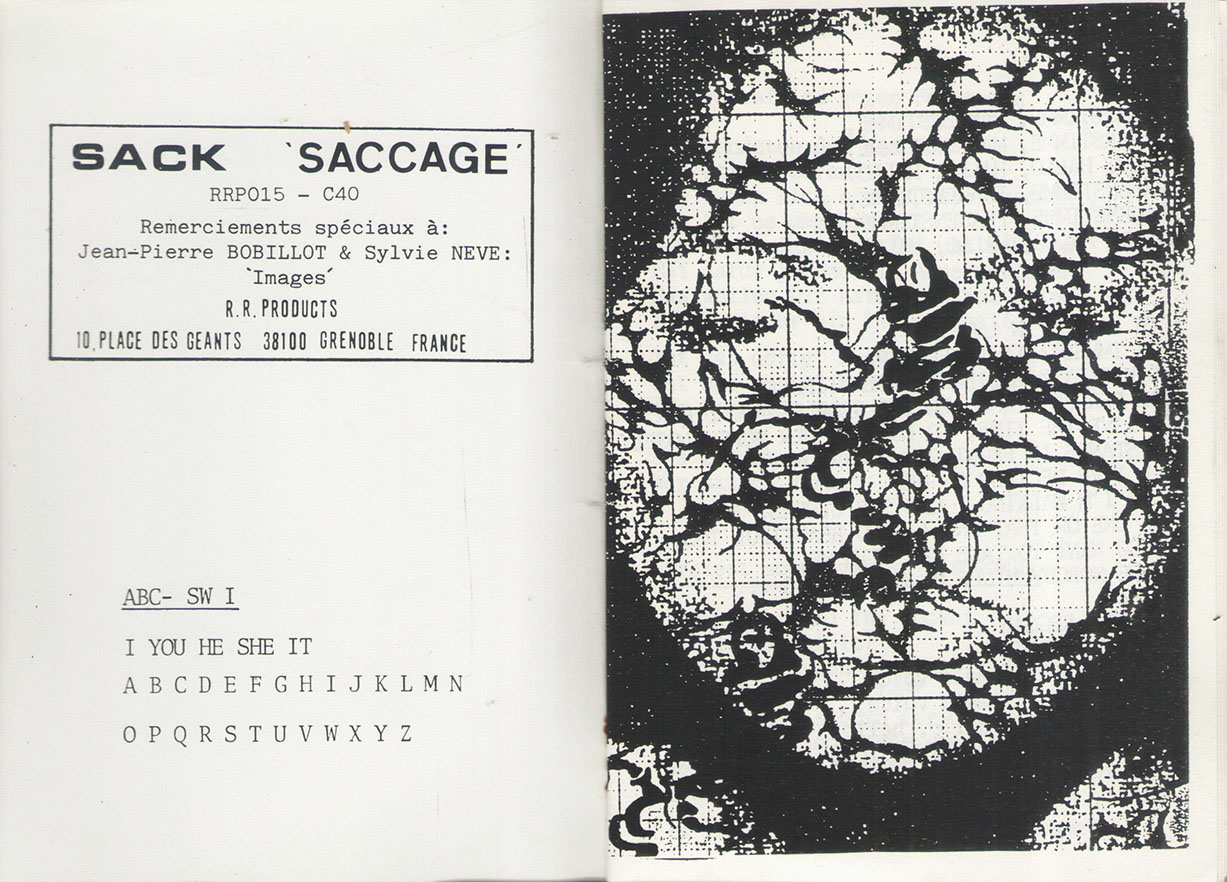 SACK 'SACCAGE'
RRP015 - C40
Remerciements spéciaux à:
Jean-Pierre BOBILLOT & Sylvie NEVE:
'Images'
R.R. PRODUCTS
10, PLACE DES GEANTS 38100 GRENOBLE FRANCE
ABC- SW I
I YOU HE SHE IT
A B C D E F G H I J K L M N
O P Q R S T U V W X Y Z